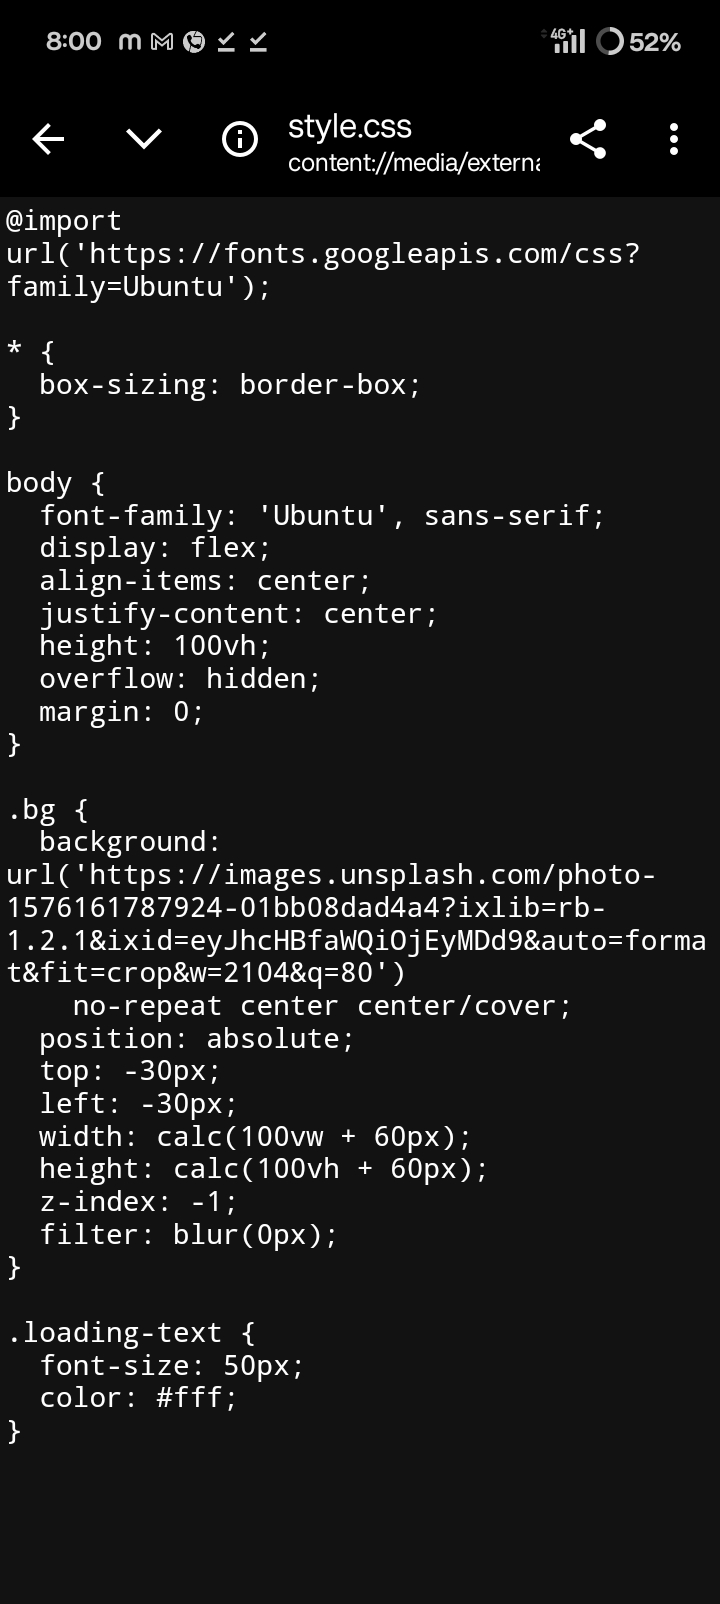 8:00 m 4G+ 52%
style.css
content://media/externa
@import
url('https://fonts.googleapis.com/css?
family=Ubuntu');
* {
  box-sizing: border-box;
}
body {
  font-family: 'Ubuntu', sans-serif;
  display: flex;
  align-items: center;
  justify-content: center;
  height: 100vh;
  overflow: hidden;
  margin: 0;
}
.bg {
  background:
url('https://images.unsplash.com/photo-
1576161787924-01bb08dad4a4?ixlib=rb-
1.2.1&ixid=eyJhcHBfaWQiOjEyMDd9&auto=forma
t&fit=crop&w=2104&q=80')
    no-repeat center center/cover;
  position: absolute;
  top: -30px;
  left: -30px;
  width: calc(100vw + 60px);
  height: calc(100vh + 60px);
  z-index: -1;
  filter: blur(0px);
}
.loading-text {
  font-size: 50px;
  color: #fff;
}